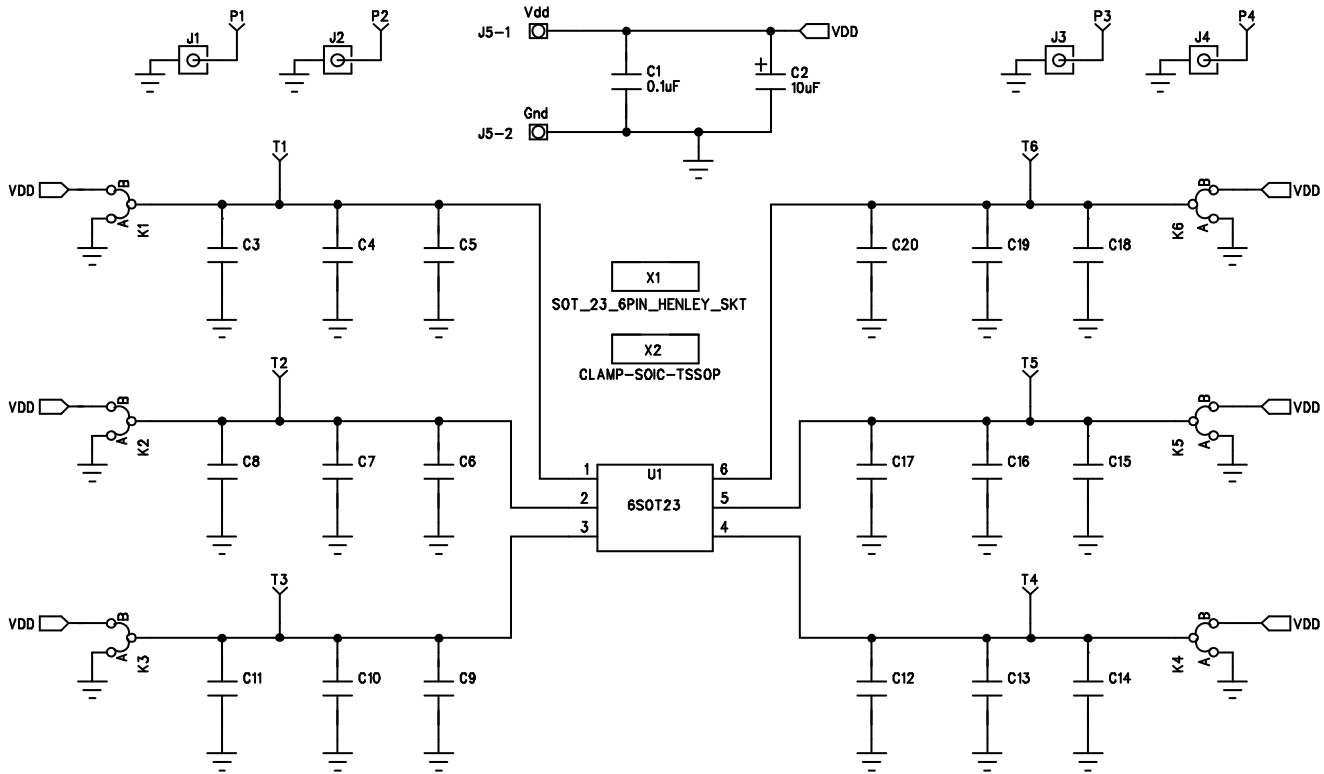 P1
P2
Vdd
P3
P4
J1
J2
J5-1
VDD
J3
J4
C1
0.1uF
+
C2
10uF
Gnd
J5-2
T1
T6
VDD
B
A
K1
C3
C4
C5
C20
C19
C18
B
A
K6
VDD
X1
SOT_23_6PIN_HENLEY_SKT
X2
CLAMP-SOIC-TSSOP
T2
T5
VDD
B
A
K2
C8
C7
C6
C17
C16
C15
B
A
K5
VDD
1
U1
6
2
6SOT23
5
3
4
T3
T4
VDD
B
A
K3
C11
C10
C9
C12
C13
C14
B
A
K4
VDD